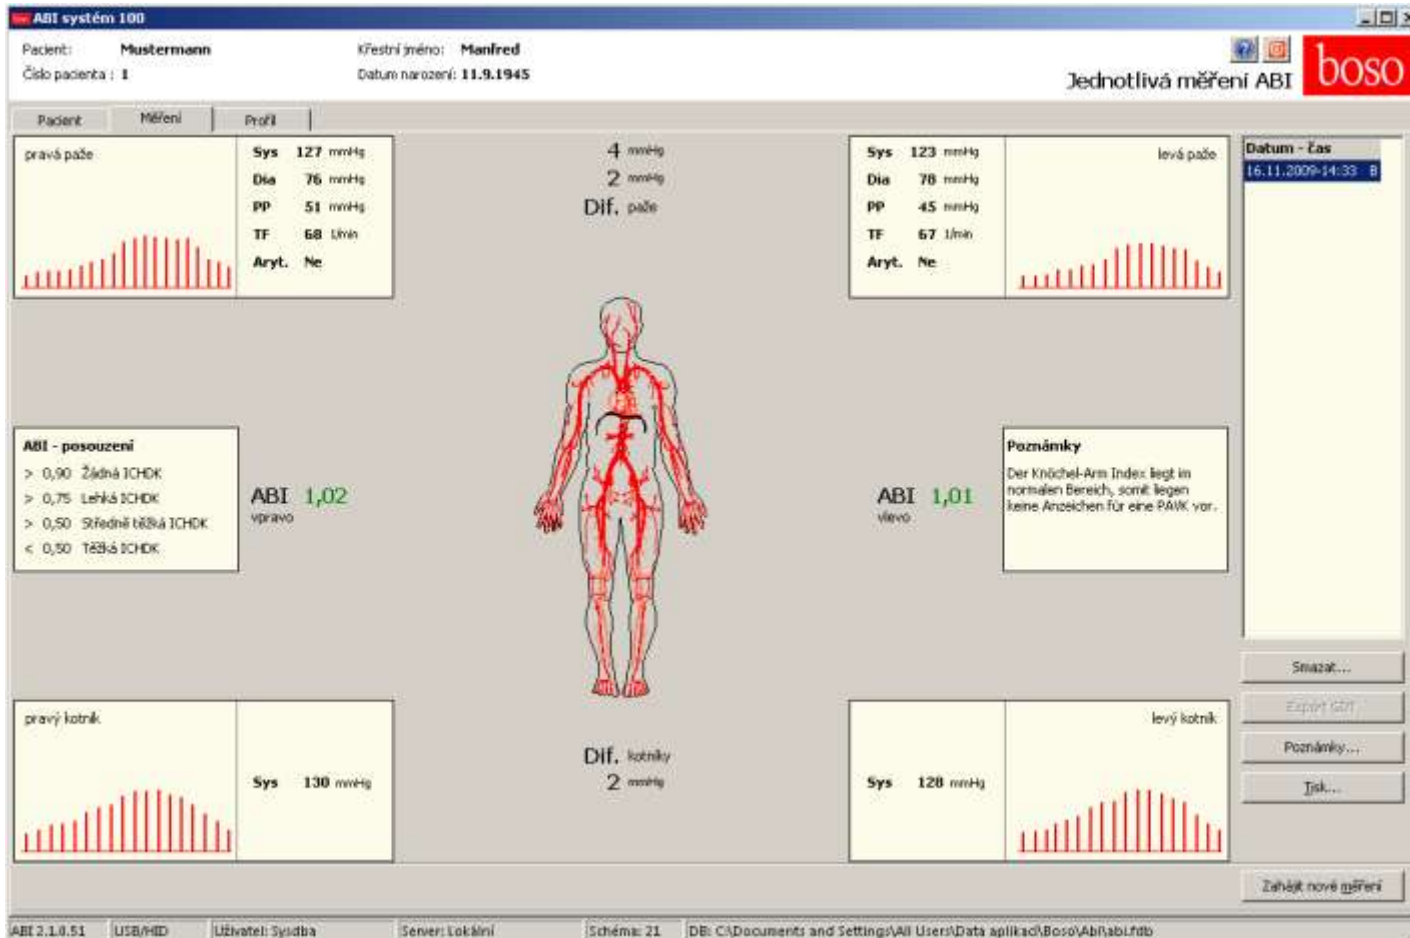 ABI systém 100
Pacient: Mustermann Křestní jméno: Manfred
Číslo pacienta : 1 Datum narození: 11.9.1945
Jednotlivá měření ABI
boso
Pacient Měření Profil
pravá paže
Sys 127 mmHg
Dia 76 mmHg
PP 51 mmHg
TF 68 1/min
Aryt. Ne
4 mmHg
2 mmHg
Dif. paže
Sys 123 mmHg
Dia 78 mmHg
PP 45 mmHg
TF 67 1/min
Aryt. Ne
levá paže
Datum - čas
16.11.2009-14:33 B
ABI - posouzení
> 0,90 Žádná ICHDK
> 0,75 Lehká ICHDK
> 0,50 Středně těžká ICHDK
< 0,50 Těžká ICHDK
ABI 1,02
vpravo
ABI 1,01
vlevo
Poznámky
Der Knöchel-Arm Index liegt im
normalen Bereich, somit liegen
keine Anzeichen für eine PAVK vor.
pravý kotník
Sys 130 mmHg
Dif. kotníky
2 mmHg
Sys 128 mmHg
levý kotník
Smazat...
Export GDT
Poznámky...
Tisk...
Zahájit nové měření
ABI 2.1.0.51 USB/HID Uživatel: Sysdba Server: Lokální Schéma: 21 DB: C:\Documents and Settings\All Users\Data aplikací\Boso\Abi\abi.fdb